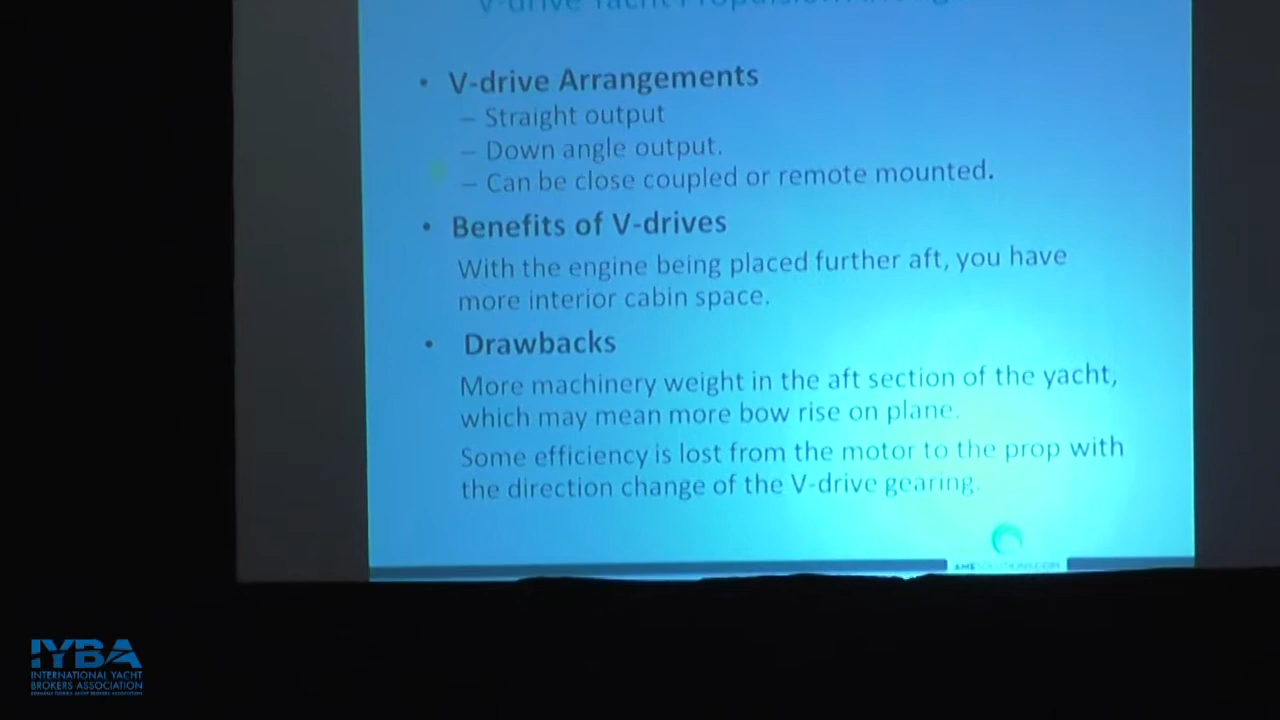 V-drive Yacht Propulsion
• V-drive Arrangements
– Straight output
– Down angle output.
– Can be close coupled or remote mounted.
• Benefits of V-drives
With the engine being placed further aft, you have
more interior cabin space.
• Drawbacks
More machinery weight in the aft section of the yacht,
which may mean more bow rise on plane.
Some efficiency is lost from the motor to the prop with
the direction change of the V-drive gearing.
IYBA
INTERNATIONAL YACHT
BROKERS ASSOCIATION